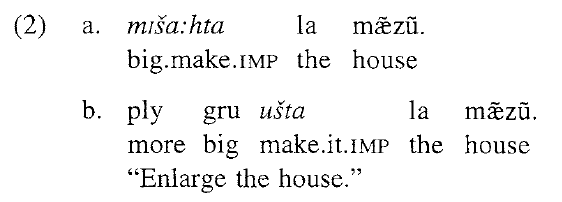 (2) a. mɪša:hta la mæ̃zũ.
big.make.IMP the house
b. ply gru ušta la mæ̃zũ.
more big make.it.IMP the house
“Enlarge the house.”